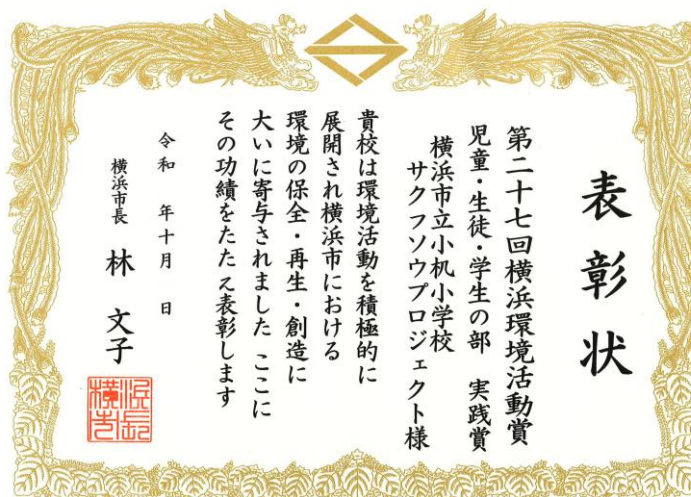 表彰状
第二十七回横浜環境活動賞
児童・生徒・学生の部　実践賞
横浜市立小机小学校
サクラソウプロジェクト様
貴校は環境活動を積極的に
展開され横浜市における
環境の保全・再生・創造に
大いに寄与されました ここに
その功績をたたえ表彰します
令和　年十月　日
横浜市長　林　文子
横浜市長